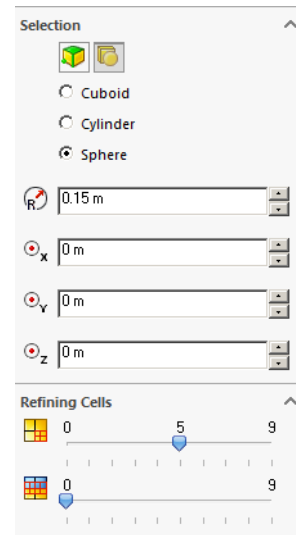 Selection
Cuboid
Cylinder
Sphere
R 0.15 m
X 0 m
Y 0 m
Z 0 m
Refining Cells
0 5 9
0 9